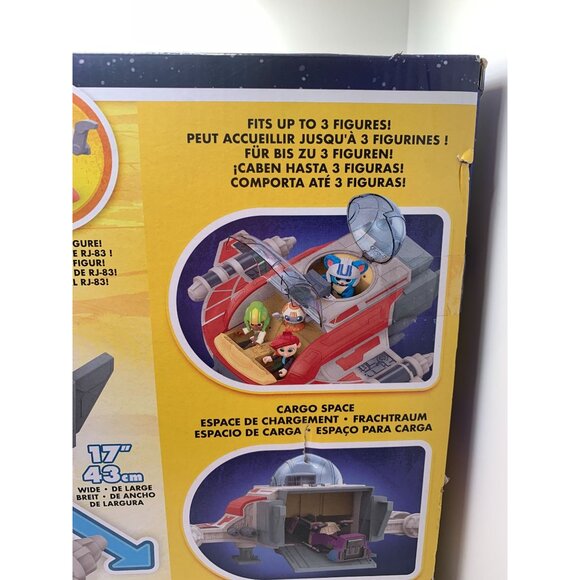 FITS UP TO 3 FIGURES!
PEUT ACCUEILLIR JUSQU'À 3 FIGURINES !
FÜR BIS ZU 3 FIGUREN!
¡CABEN HASTA 3 FIGURAS!
COMPORTA ATÉ 3 FIGURAS!
GURE!
E RJ-83 !
FIGUR!
DE RJ-83!
L RJ-83!
CARGO SPACE
ESPACE DE CHARGEMENT • FRACHTRAUM
ESPACIO DE CARGA • ESPAÇO PARA CARGA
17"
43cm
WIDE • DE LARGE
BREIT • DE ANCHO
DE LARGURA